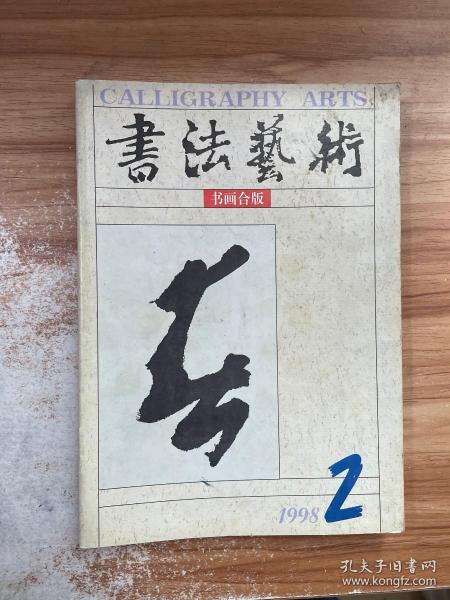 CALLIGRAPHY ARTS
書法藝術
书画合版
1998 2
孔夫子旧书网
www.kongfz.com